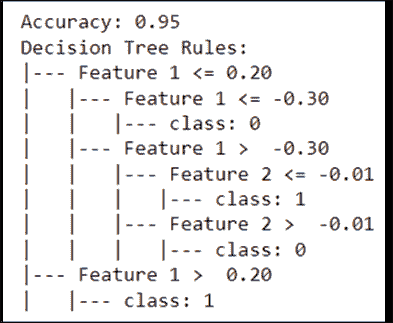 Accuracy: 0.95
Decision Tree Rules:
|--- Feature 1 <= 0.20
|   |--- Feature 1 <= -0.30
|   |   |--- class: 0
|   |--- Feature 1 >  -0.30
|   |   |--- Feature 2 <= -0.01
|   |   |   |--- class: 1
|   |   |--- Feature 2 >  -0.01
|   |   |   |--- class: 0
|--- Feature 1 >  0.20
|   |--- class: 1